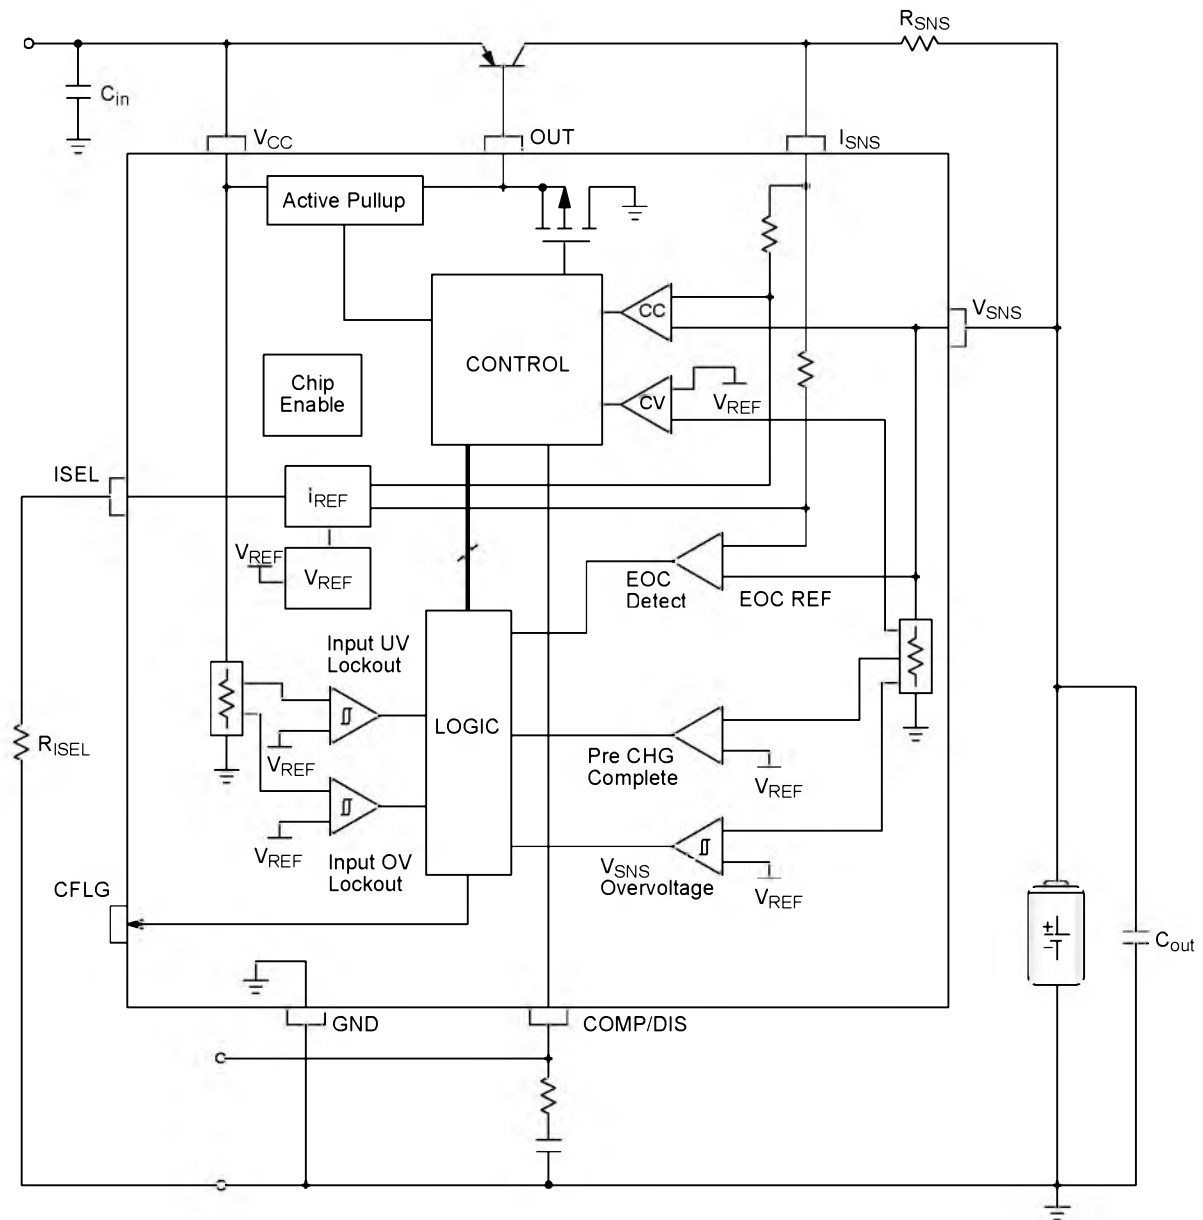 RSNS
Cin
VCC
OUT
ISNS
Active Pullup
VSNS
CC
CONTROL
Chip
Enable
CV
VREF
ISEL
iREF
VREF
VREF
EOC
Detect
EOC REF
Input UV
Lockout
RISEL
LOGIC
VREF
Pre CHG
Complete
VREF
VREF
Input OV
Lockout
VSNS
Overvoltage
VREF
CFLG
+
−
Cout
GND
COMP/DIS